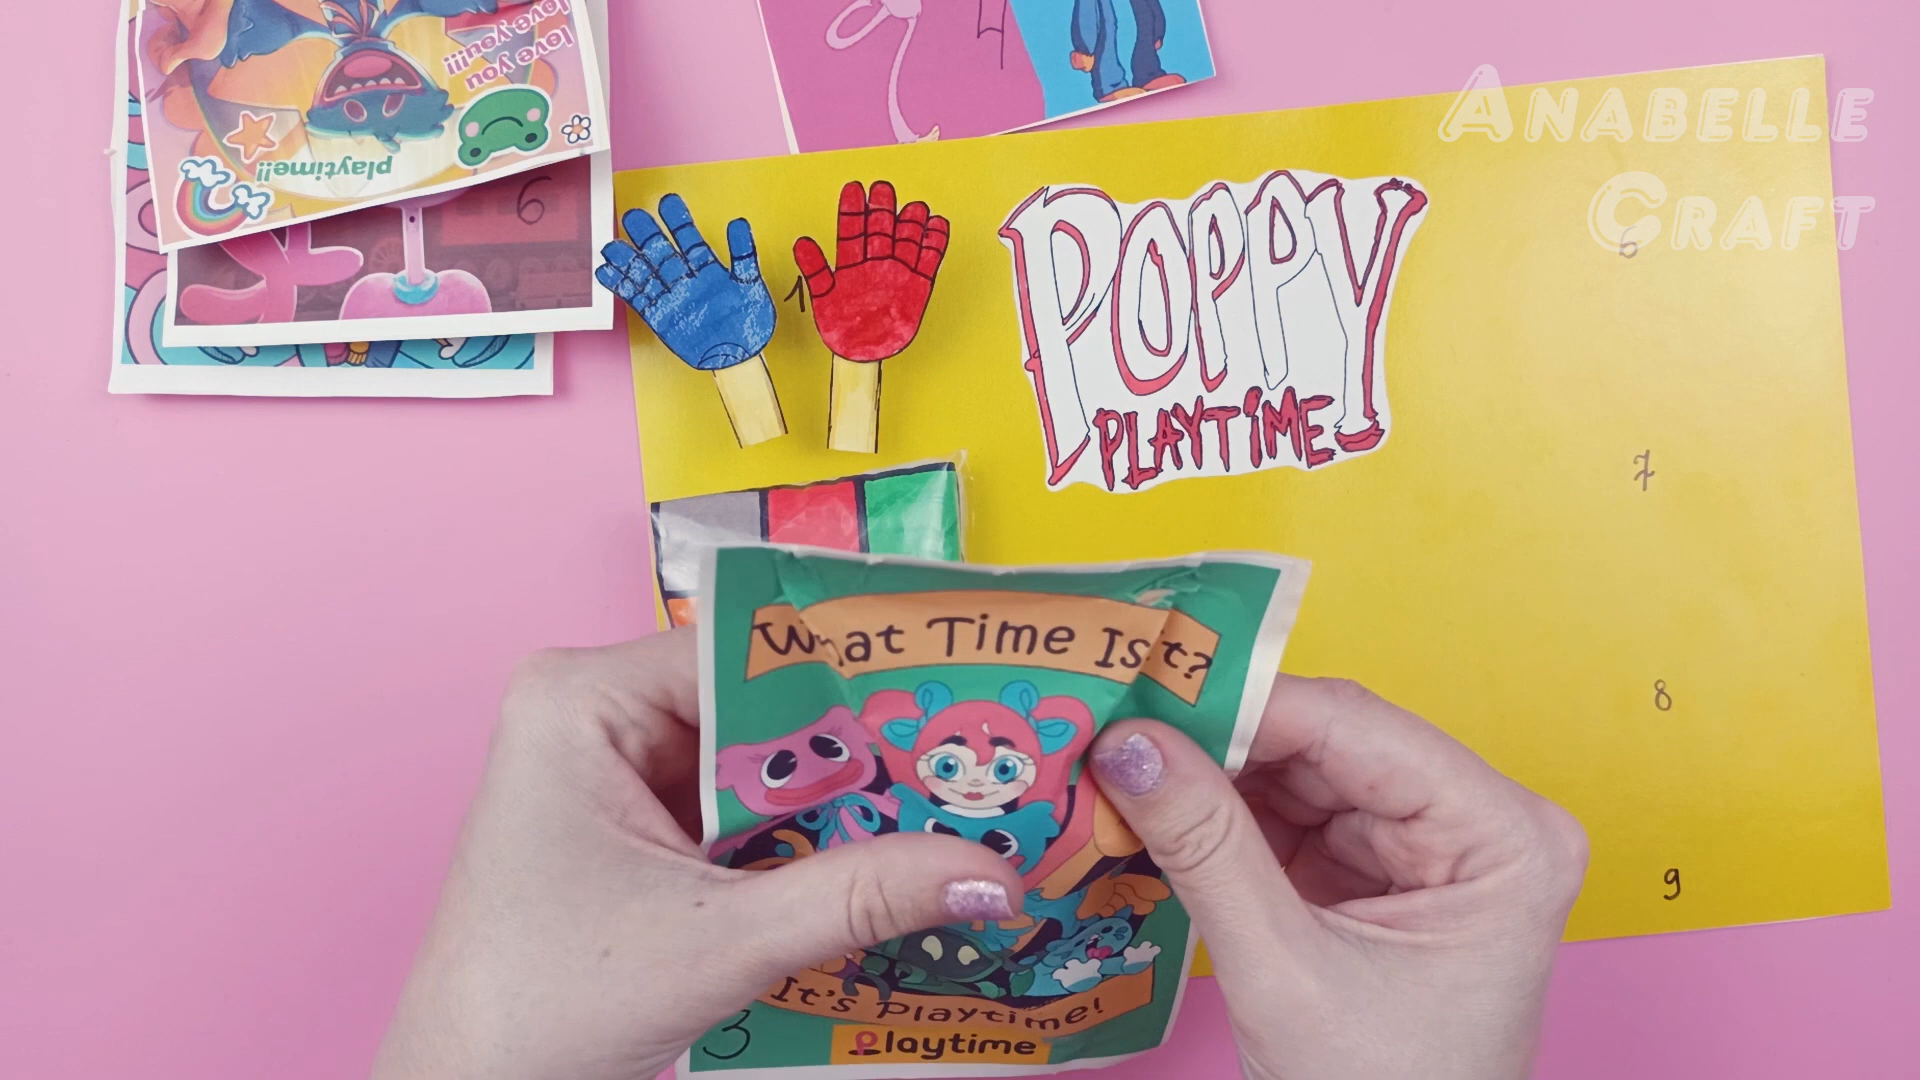 love you
love you!!!
playtime!!
6
1
POPPY
PLAYTIME
ANABELLE
CRAFT
6
7
8
9
What Time Is It?
It's Playtime!
3
Playtime